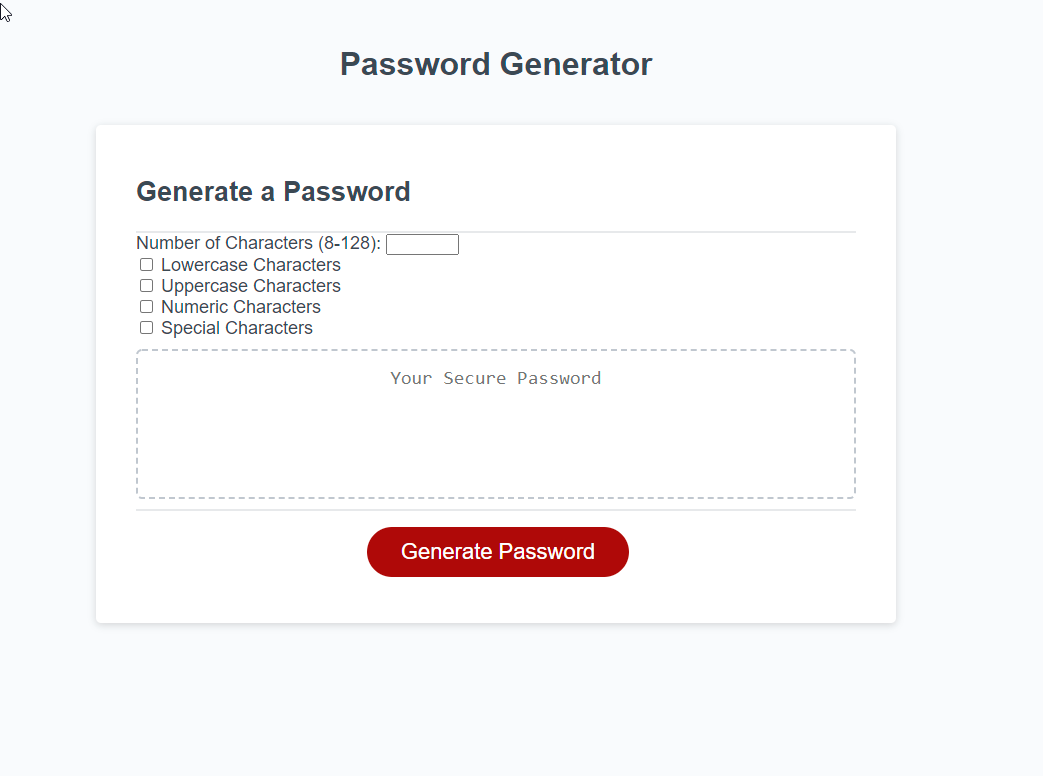 Password Generator
Generate a Password
Number of Characters (8-128):
Lowercase Characters
Uppercase Characters
Numeric Characters
Special Characters
Your Secure Password
Generate Password